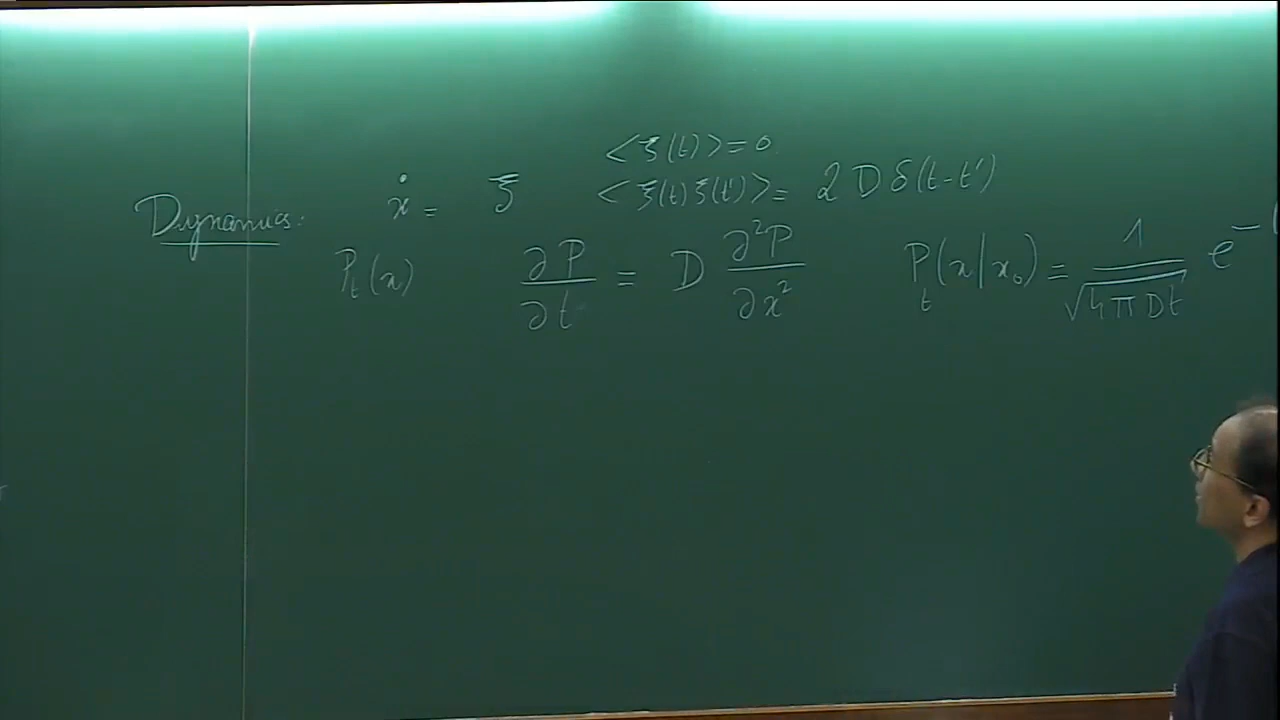 <ξ(t)> = 0
Dynamics: ẋ = ξ <ξ(t) ξ(t')> = 2 D δ(t-t')
P_t(x) ∂P/∂t = D ∂²P/∂x² P_t(x|x₀) = 1/√(4πDt) e^-(